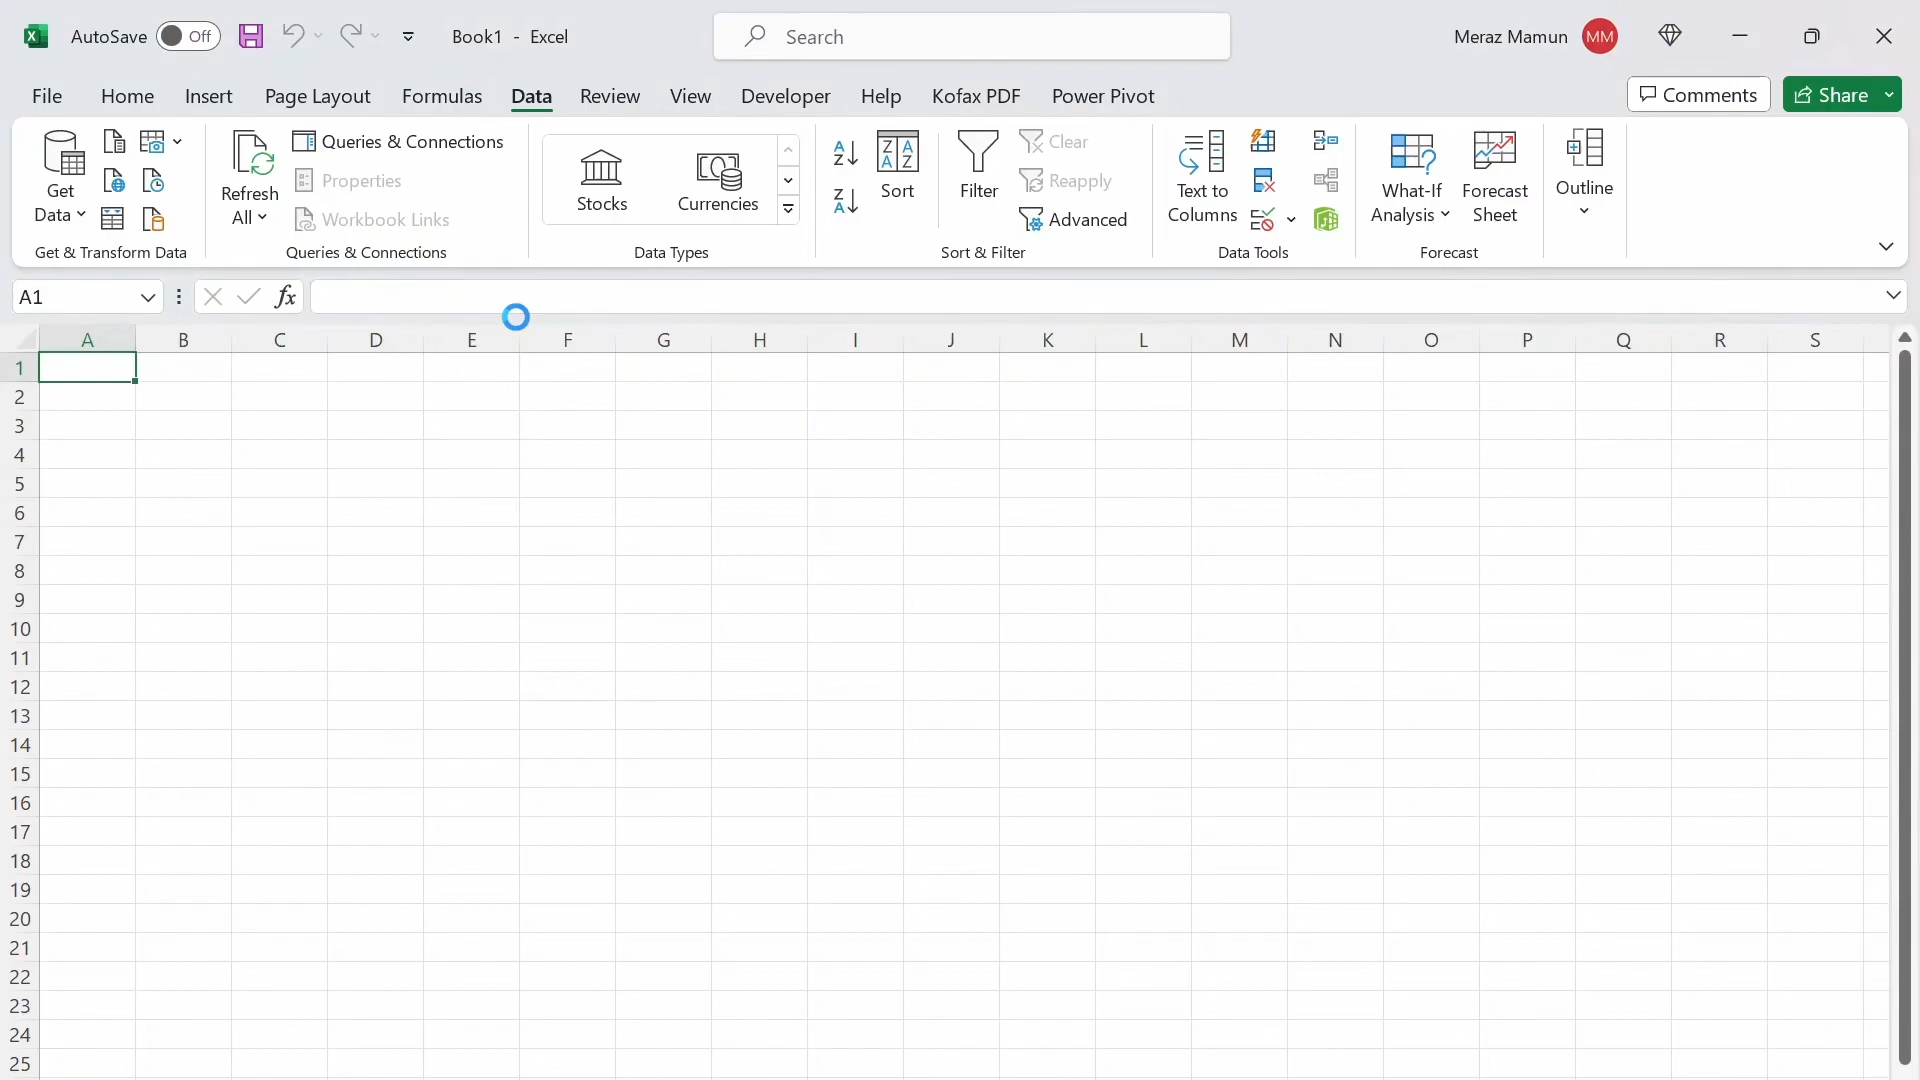 AutoSave Off Book1 - Excel Search Meraz Mamun MM
File Home Insert Page Layout Formulas Data Review View Developer Help Kofax PDF Power Pivot Comments Share
Get Data
Refresh All
Queries & Connections
Properties
Workbook Links
Stocks
Currencies
Sort
Filter
Clear
Reapply
Advanced
Text to Columns
What-If Analysis
Forecast Sheet
Outline
Get & Transform Data Queries & Connections Data Types Sort & Filter Data Tools Forecast
A1 fx
A B C D E F G H I J K L M N O P Q R S
1
2
3
4
5
6
7
8
9
10
11
12
13
14
15
16
17
18
19
20
21
22
23
24
25